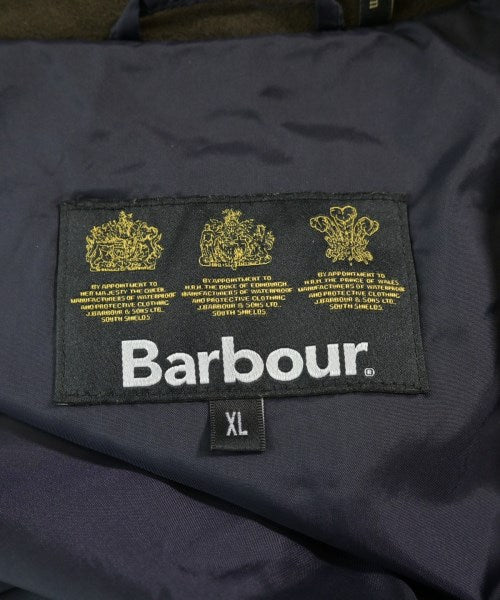 BY APPOINTMENT TO
HER MAJESTY THE QUEEN
MANUFACTURERS OF WATERPROOF
AND PROTECTIVE CLOTHING
J.BARBOUR & SONS LTD.
SOUTH SHIELDS
BY APPOINTMENT TO
H.R.H. THE DUKE OF EDINBURGH
MANUFACTURERS OF WATERPROOF
AND PROTECTIVE CLOTHING
J.BARBOUR & SONS LTD.
SOUTH SHIELDS
BY APPOINTMENT TO
H.R.H. THE PRINCE OF WALES
MANUFACTURERS OF WATERPROOF
AND PROTECTIVE CLOTHING
J.BARBOUR & SONS LTD.
SOUTH SHIELDS
Barbour®
XL